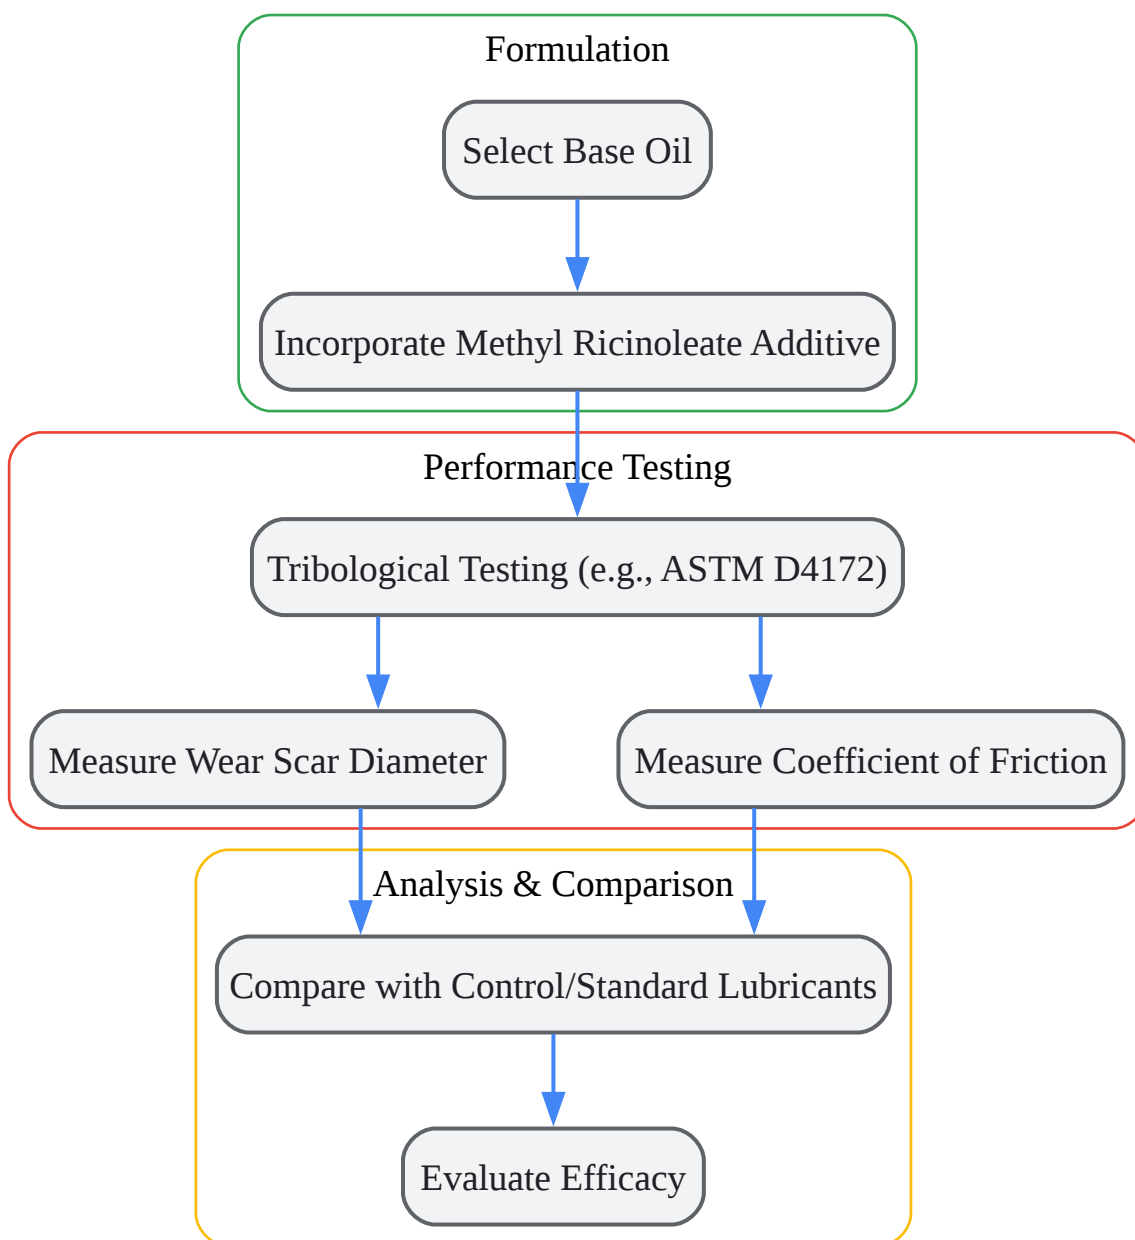 Formulation
Select Base Oil
Incorporate Methyl Ricinoleate Additive
Performance Testing
Tribological Testing (e.g., ASTM D4172)
Measure Wear Scar Diameter
Measure Coefficient of Friction
Analysis & Comparison
Compare with Control/Standard Lubricants
Evaluate Efficacy